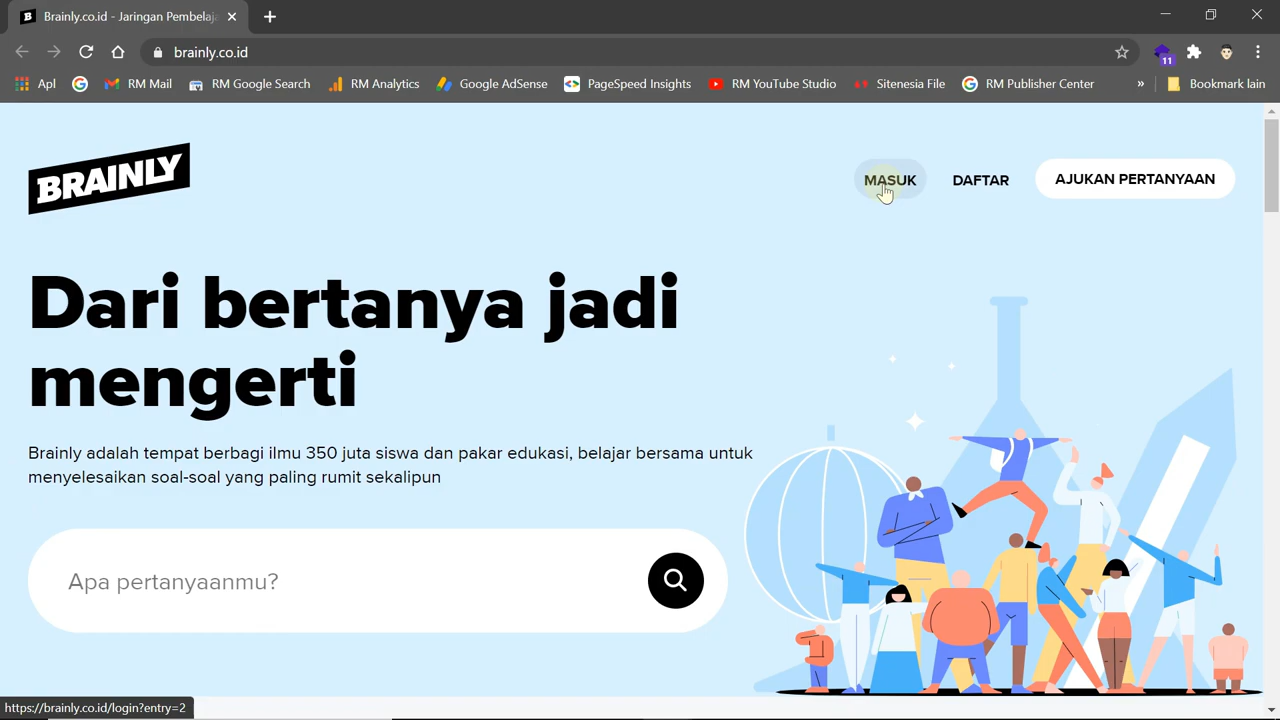 Brainly.co.id - Jaringan Pembelaja
brainly.co.id
11
Apl
RM Mail
RM Google Search
RM Analytics
Google AdSense
PageSpeed Insights
RM YouTube Studio
Sitenesia File
RM Publisher Center
»
Bookmark lain
BRAINLY
MASUK
DAFTAR
AJUKAN PERTANYAAN
Dari bertanya jadi
mengerti
Brainly adalah tempat berbagi ilmu 350 juta siswa dan pakar edukasi, belajar bersama untuk
menyelesaikan soal-soal yang paling rumit sekalipun
Apa pertanyaanmu?
https://brainly.co.id/login?entry=2